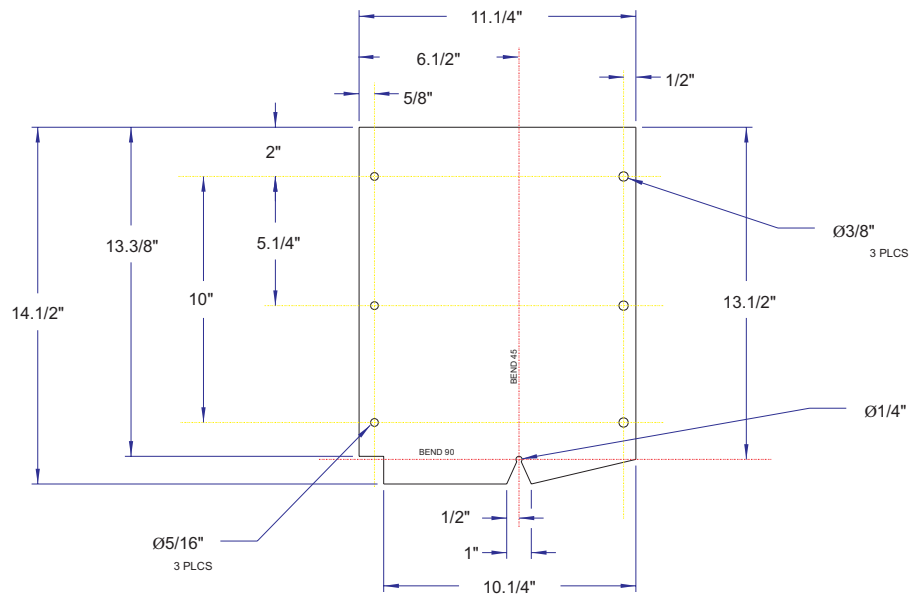 11.1/4"
6.1/2"
1/2"
5/8"
2"
Ø3/8"
3 PLCS
13.3/8"
5.1/4"
10"
14.1/2"
13.1/2"
BEND 45
Ø1/4"
BEND 90
1/2"
Ø5/16"
3 PLCS
1"
10.1/4"